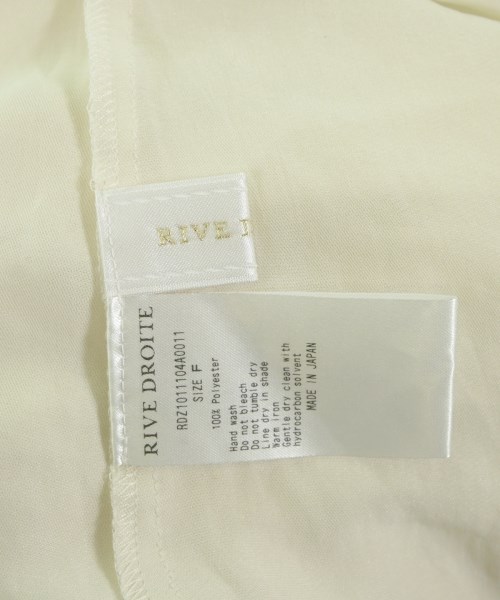 RIVE D
RIVE DROITE
RDZ1011104A0011
SIZE F
100% Polyester
Hand wash
Do not bleach
Do not tumble dry
Line dry in shade
Warm iron
Gentle dry clean with
hydrocarbon solvent
MADE IN JAPAN